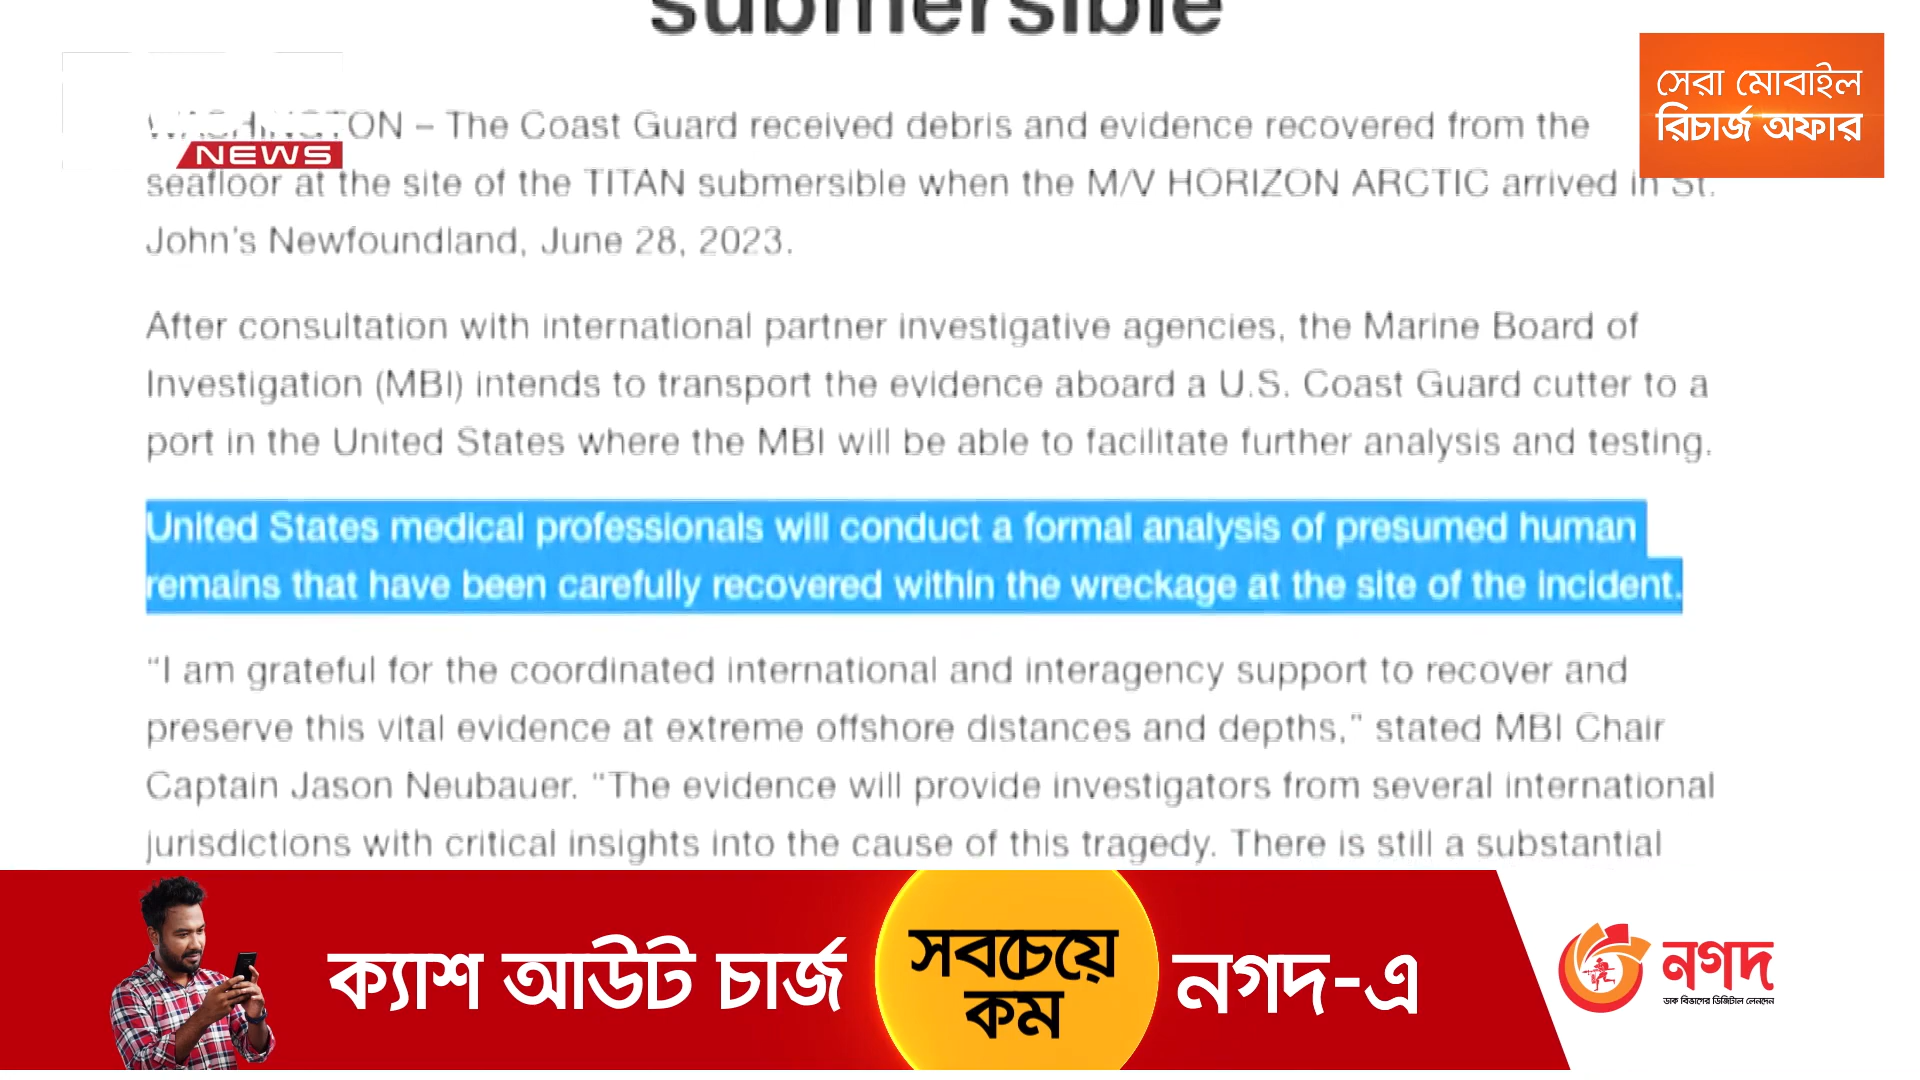 submersible
সেরা মোবাইল
রিচার্জ অফার
WASHINGTON – The Coast Guard received debris and evidence recovered from the
NEWS
seafloor at the site of the TITAN submersible when the M/V HORIZON ARCTIC arrived in St.
John's Newfoundland, June 28, 2023.
After consultation with international partner investigative agencies, the Marine Board of
Investigation (MBI) intends to transport the evidence aboard a U.S. Coast Guard cutter to a
port in the United States where the MBI will be able to facilitate further analysis and testing.
United States medical professionals will conduct a formal analysis of presumed human
remains that have been carefully recovered within the wreckage at the site of the incident.
“I am grateful for the coordinated international and interagency support to recover and
preserve this vital evidence at extreme offshore distances and depths,” stated MBI Chair
Captain Jason Neubauer. “The evidence will provide investigators from several international
jurisdictions with critical insights into the cause of this tragedy. There is still a substantial
ক্যাশ আউট চার্জ সবচেয়ে কম নগদ-এ
নগদ
ডাক বিভাগের ডিজিটাল লেনদেন